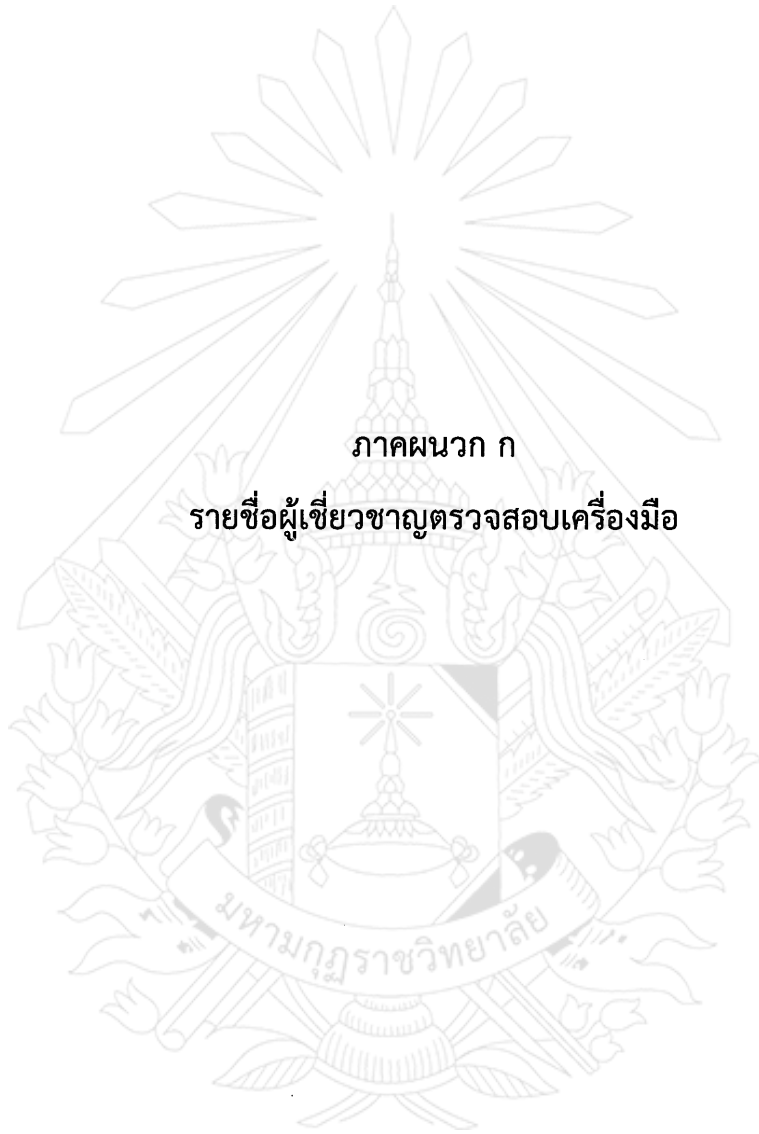 ภาคผนวก ก
รายชื่อผู้เชี่ยวชาญตรวจสอบเครื่องมือ
มหามกุฏราชวิทยาลัย